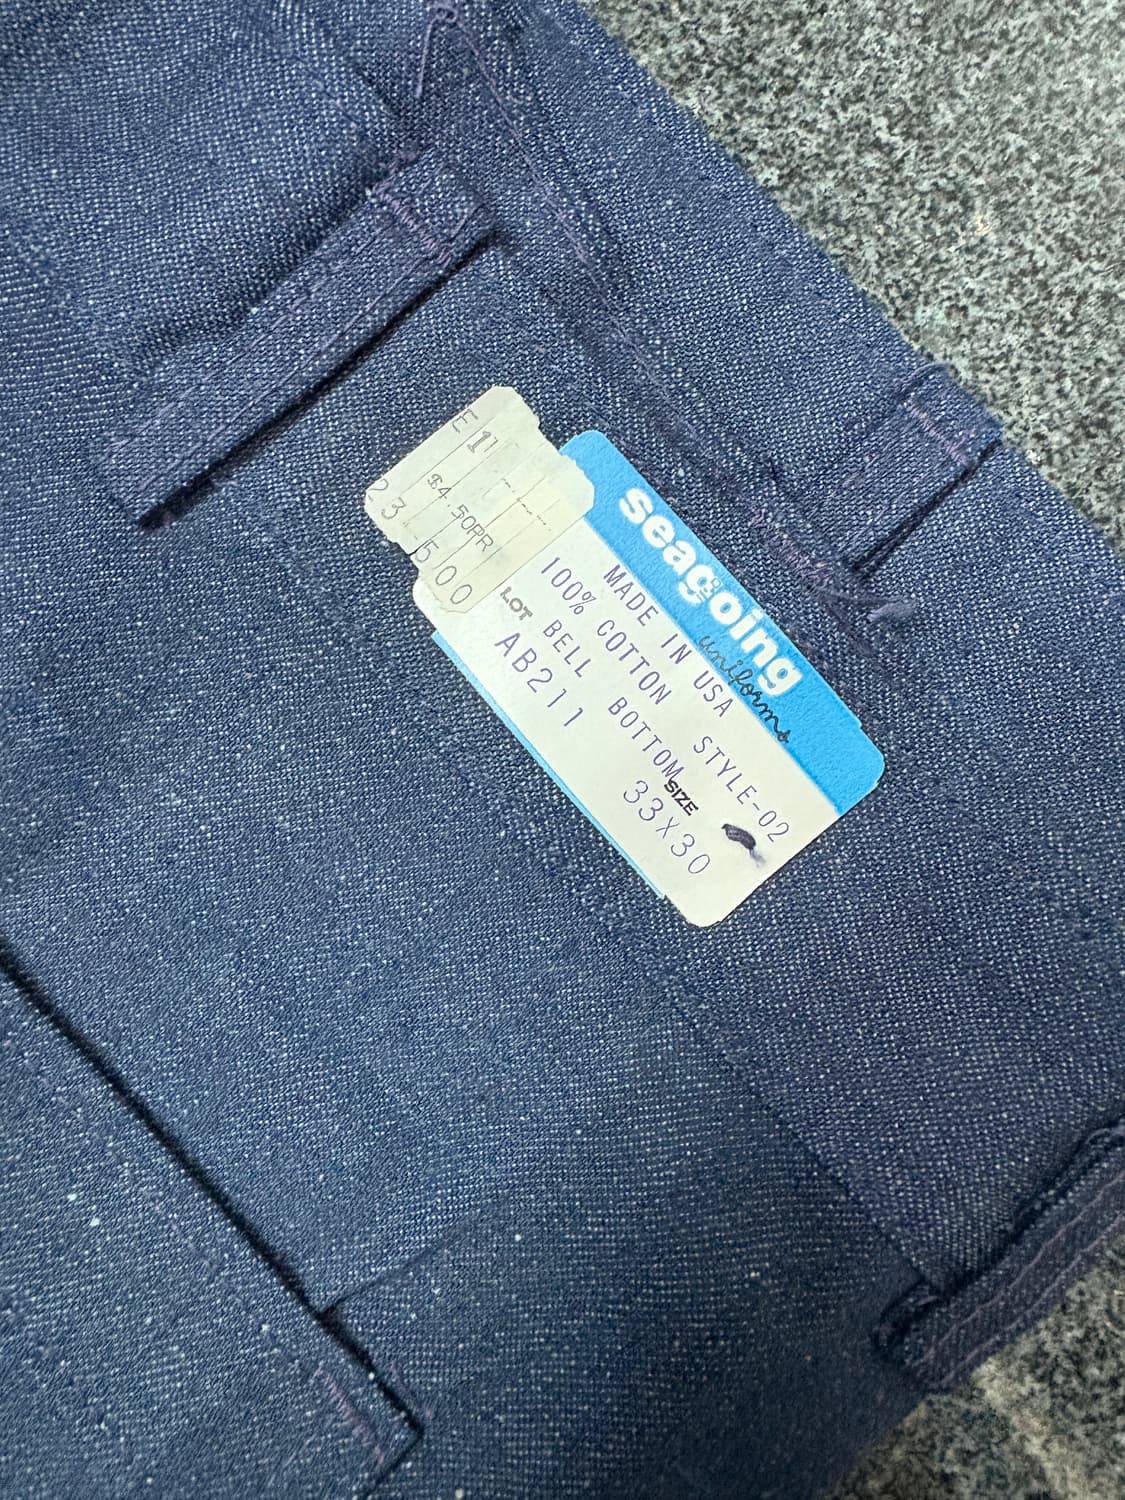 seagoing
uniforms
MADE IN USA
100% COTTON STYLE-02
LOT BELL BOTTOM
SIZE
AB211 33X30
$4.50PR
500